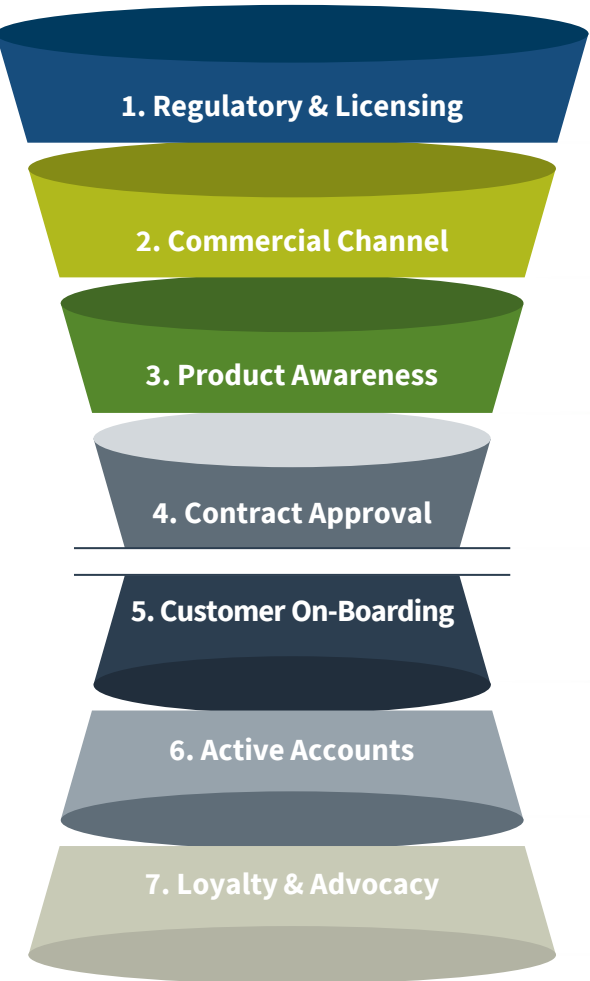 1. Regulatory & Licensing
2. Commercial Channel
3. Product Awareness
4. Contract Approval
5. Customer On-Boarding
6. Active Accounts
7. Loyalty & Advocacy